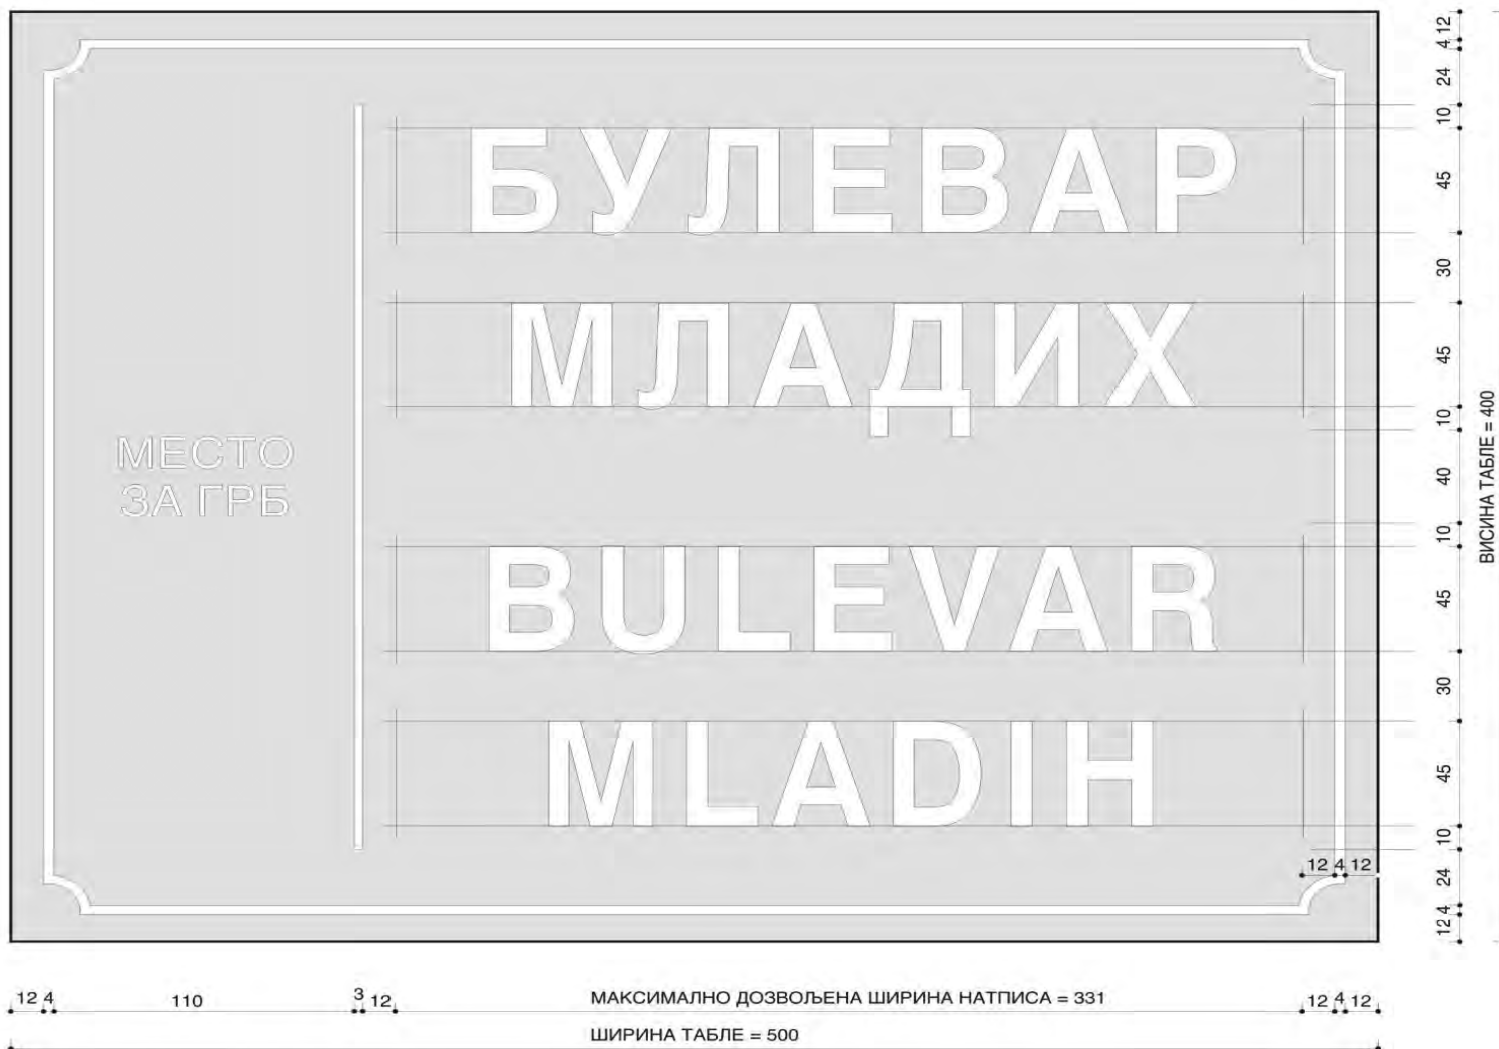 БУЛЕВАР
МЛАДИХ
МЕСТО
ЗА ГРБ
BULEVAR
MLADIH
12 4 12
12
4
24
10
45
30
45
10
40
10
45
30
45
10
24
4
12
ВИСИНА ТАБЛЕ = 400
12 4 110 3 12 МАКСИМАЛНО ДОЗВОЉЕНА ШИРИНА НАТПИСА = 331 12 4 12
ШИРИНА ТАБЛЕ = 500